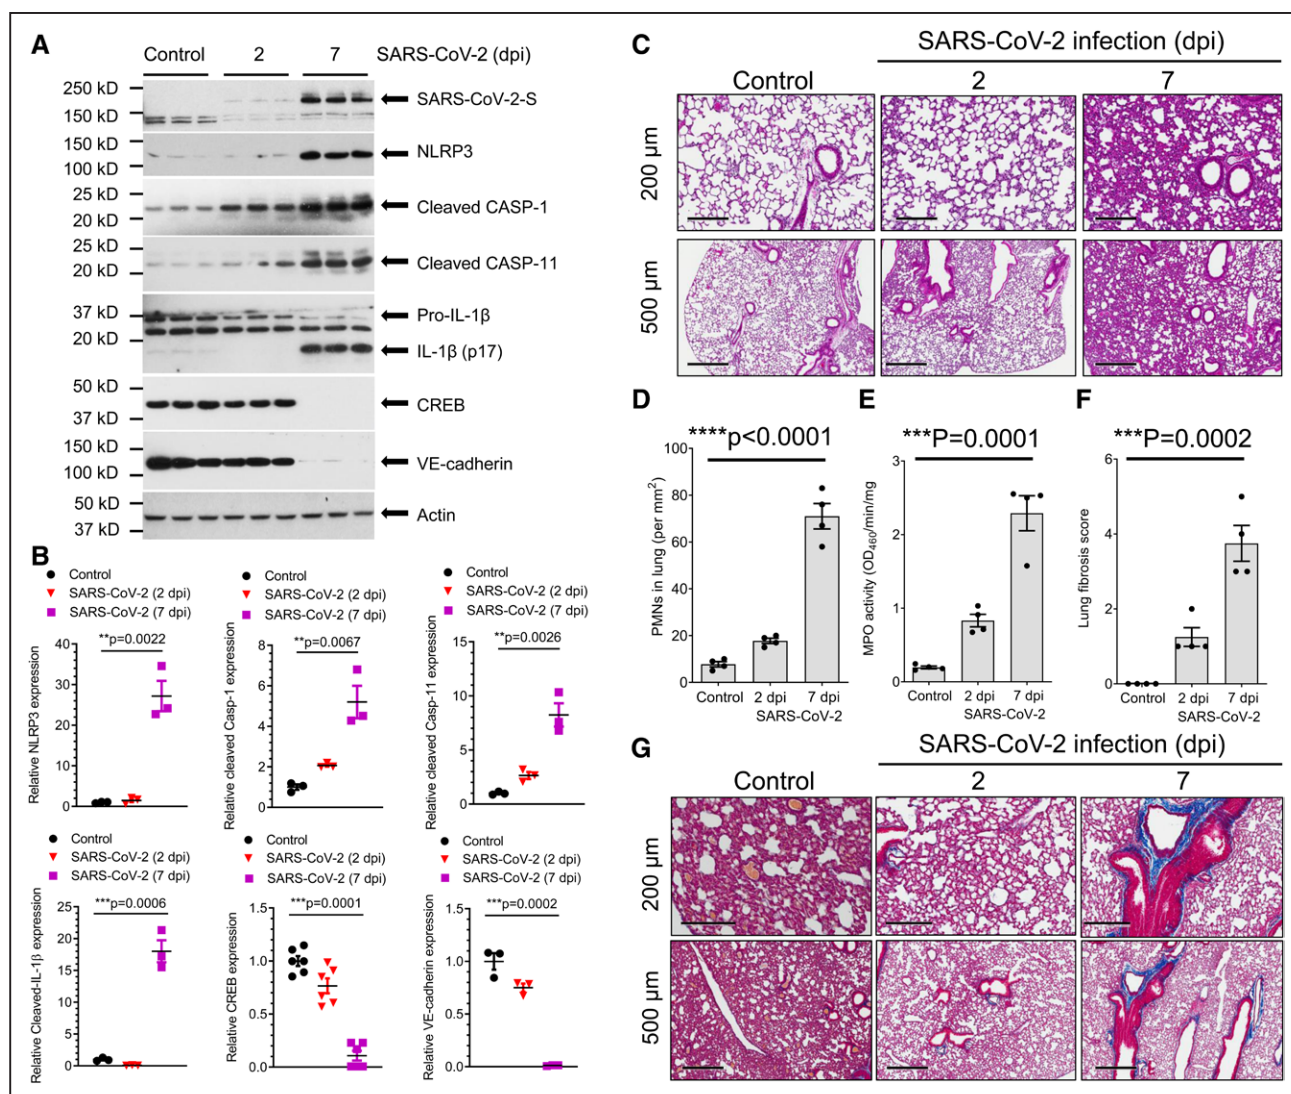 A
Control 2 7 SARS-CoV-2 (dpi)
250 kD
150 kD
SARS-CoV-2-S
150 kD
100 kD
NLRP3
25 kD
20 kD
Cleaved CASP-1
25 kD
20 kD
Cleaved CASP-11
37 kD
20 kD
Pro-IL-1β
IL-1β (p17)
50 kD
37 kD
CREB
150 kD
100 kD
VE-cadherin
50 kD
37 kD
Actin
B
Control
SARS-CoV-2 (2 dpi)
SARS-CoV-2 (7 dpi)
**p=0.0022
Relative NLRP3 expression
40
30
20
10
0
Control
SARS-CoV-2 (2 dpi)
SARS-CoV-2 (7 dpi)
**p=0.0067
Relative cleaved Casp-1 expression
8
6
4
2
0
Control
SARS-CoV-2 (2 dpi)
SARS-CoV-2 (7 dpi)
**p=0.0026
Relative cleaved Casp-11 expression
15
10
5
0
Control
SARS-CoV-2 (2 dpi)
SARS-CoV-2 (7 dpi)
***p=0.0006
Relative Cleaved-IL-1β expression
25
20
15
10
5
0
Control
SARS-CoV-2 (2 dpi)
SARS-CoV-2 (7 dpi)
***p=0.0001
Relative CREB expression
1.5
1.0
0.5
0.0
Control
SARS-CoV-2 (2 dpi)
SARS-CoV-2 (7 dpi)
***p=0.0002
Relative VE-cadherin expression
1.5
1.0
0.5
0.0
C
SARS-CoV-2 infection (dpi)
Control 2 7
200 μm
500 μm
D
****p<0.0001
PMNs in lung (per mm2)
100
80
60
40
20
0
Control 2 dpi 7 dpi
SARS-CoV-2
E
***P=0.0001
MPO activity (OD460/min/mg
3
2
1
0
Control 2 dpi 7 dpi
SARS-CoV-2
F
***P=0.0002
Lung fibrosis score
6
4
2
0
Control 2 dpi 7 dpi
SARS-CoV-2
G
SARS-CoV-2 infection (dpi)
Control 2 7
200 μm
500 μm